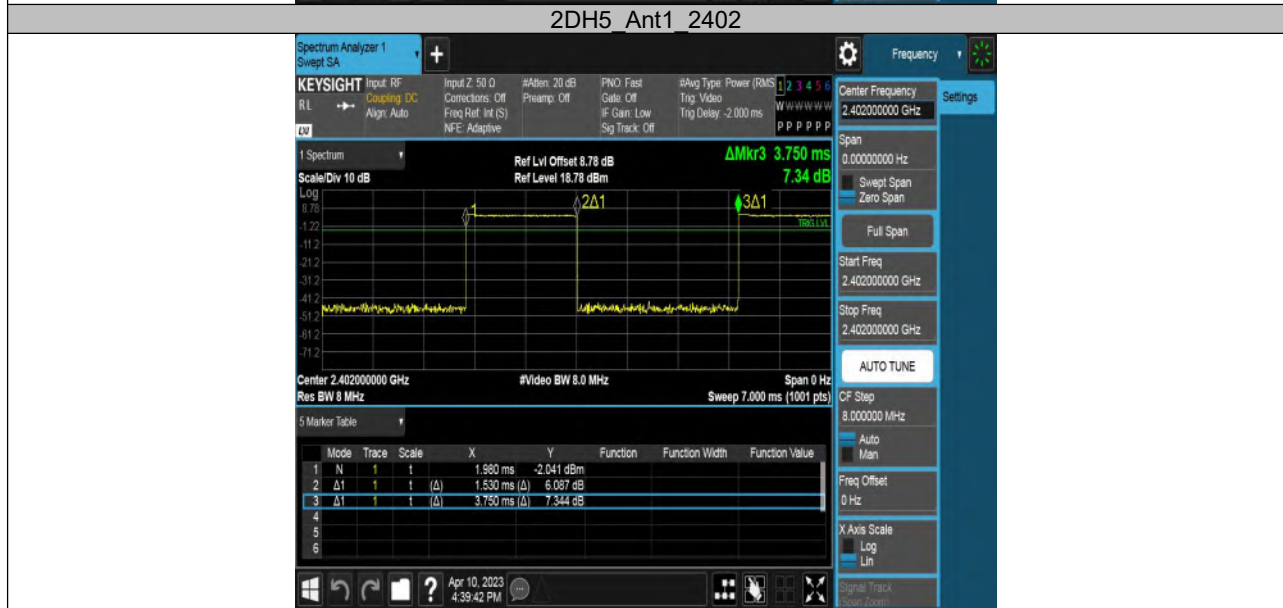 2DH5_Ant1_2402
Spectrum Analyzer 1
Swept SA
+
Frequency
KEYSIGHT
Input: RF
Coupling: DC
Align: Auto
RL
LXI
Input Z: 50 Ω
Corrections: Off
Freq Ref: Int (S)
NFE: Adaptive
#Atten: 20 dB
Preamp: Off
PNO: Fast
Gate: Off
IF Gain: Low
Sig Track: Off
#Avg Type: Power (RMS
Trig: Video
Trig Delay: -2.000 ms
1 2 3 4 5 6
W W W W W W
P P P P P P
Center Frequency
2.402000000 GHz
Settings
Span
0.00000000 Hz
Swept Span
Zero Span
Full Span
Start Freq
2.402000000 GHz
Stop Freq
2.402000000 GHz
AUTO TUNE
CF Step
8.000000 MHz
Auto
Man
Freq Offset
0 Hz
X Axis Scale
Log
Lin
Signal Track
(Span Zoom)
1 Spectrum
Scale/Div 10 dB
Ref Lvl Offset 8.78 dB
Ref Level 18.78 dBm
ΔMkr3 3.750 ms
7.34 dB
Log
8.78
-1.22
-11.2
-21.2
-31.2
-41.2
-51.2
-61.2
-71.2
1
2Δ1
3Δ1
TRIG LVL
Center 2.402000000 GHz
#Video BW 8.0 MHz
Span 0 Hz
Res BW 8 MHz
Sweep 7.000 ms (1001 pts)
5 Marker Table
Mode Trace Scale X Y Function Function Width Function Value
1 N 1 t 1.980 ms -2.041 dBm
2 Δ1 1 t (Δ) 1.530 ms (Δ) 6.087 dB
3 Δ1 1 t (Δ) 3.750 ms (Δ) 7.344 dB
4
5
6
?
Apr 10, 2023
4:39:42 PM